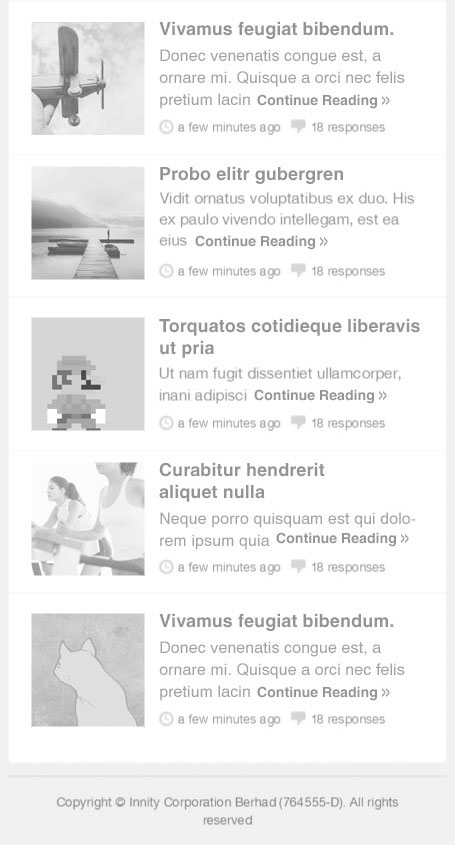 Vivamus feugiat bibendum.
Donec venenatis congue est, a
ornare mi. Quisque a orci nec felis
pretium lacin Continue Reading »
a few minutes ago 18 responses
Probo elitr gubergren
Vidit ornatus voluptatibus ex duo. His
ex paulo vivendo intellegam, est ea
eius Continue Reading »
a few minutes ago 18 responses
Torquatos cotidieque liberavis
ut pria
Ut nam fugit dissentiet ullamcorper,
inani adipisci Continue Reading »
a few minutes ago 18 responses
Curabitur hendrerit
aliquet nulla
Neque porro quisquam est qui dolo-
rem ipsum quia Continue Reading »
a few minutes ago 18 responses
Vivamus feugiat bibendum.
Donec venenatis congue est, a
ornare mi. Quisque a orci nec felis
pretium lacin Continue Reading »
a few minutes ago 18 responses
Copyright © Innity Corporation Berhad (764555-D). All rights
reserved